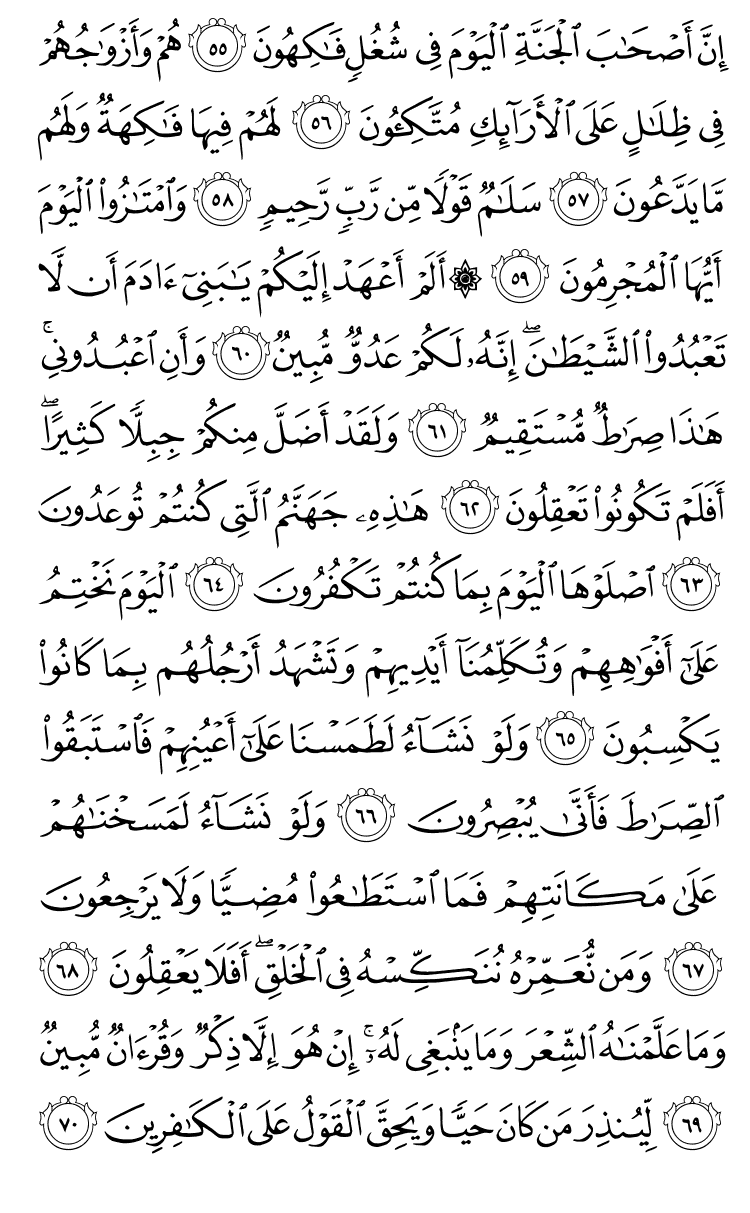 إِنَّ أَصْحَٰبَ ٱلْجَنَّةِ ٱلْيَوْمَ فِى شُغُلٍ فَٰكِهُونَ ٥٥ هُمْ وَأَزْوَٰجُهُمْ
فِى ظِلَٰلٍ عَلَى ٱلْأَرَآئِكِ مُتَّكِـُٔونَ ٥٦ لَهُمْ فِيهَا فَٰكِهَةٌ وَلَهُم
مَّا يَدَّعُونَ ٥٧ سَلَٰمٌ قَوْلًا مِّن رَّبٍّ رَّحِيمٍ ٥٨ وَٱمْتَٰزُوا۟ ٱلْيَوْمَ
أَيُّهَا ٱلْمُجْرِمُونَ ٥٩ ۞ أَلَمْ أَعْهَدْ إِلَيْكُمْ يَٰبَنِىٓ ءَادَمَ أَن لَّا
تَعْبُدُوا۟ ٱلشَّيْطَٰنَ ۖ إِنَّهُۥ لَكُمْ عَدُوٌّ مُّبِينٌ ٦٠ وَأَنِ ٱعْبُدُونِى ۚ
هَٰذَا صِرَٰطٌ مُّسْتَقِيمٌ ٦١ وَلَقَدْ أَضَلَّ مِنكُمْ جِبِلًّا كَثِيرًا ۖ
أَفَلَمْ تَكُونُوا۟ تَعْقِلُونَ ٦٢ هَٰذِهِۦ جَهَنَّمُ ٱلَّتِى كُنتُمْ تُوعَدُونَ
٦٣ ٱصْلَوْهَا ٱلْيَوْمَ بِمَا كُنتُمْ تَكْفُرُونَ ٦٤ ٱلْيَوْمَ نَخْتِمُ
عَلَىٰٓ أَفْوَٰهِهِمْ وَتُكَلِّمُنَآ أَيْدِيهِمْ وَتَشْهَدُ أَرْجُلُهُم بِمَا كَانُوا۟
يَكْسِبُونَ ٦٥ وَلَوْ نَشَآءُ لَطَمَسْنَا عَلَىٰٓ أَعْيُنِهِمْ فَٱسْتَبَقُوا۟
ٱلصِّرَٰطَ فَأَنَّىٰ يُبْصِرُونَ ٦٦ وَلَوْ نَشَآءُ لَمَسَخْنَٰهُمْ
عَلَىٰ مَكَانَتِهِمْ فَمَا ٱسْتَطَٰعُوا۟ مُضِيًّا وَلَا يَرْجِعُونَ
٦٧ وَمَن نُّعَمِّرْهُ نُنَكِّسْهُ فِى ٱلْخَلْقِ ۖ أَفَلَا يَعْقِلُونَ ٦٨
وَمَا عَلَّمْنَٰهُ ٱلشِّعْرَ وَمَا يَنۢبَغِى لَهُۥٓ ۚ إِنْ هُوَ إِلَّا ذِكْرٌ وَقُرْءَانٌ مُّبِينٌ
٦٩ لِّيُنذِرَ مَن كَانَ حَيًّا وَيَحِقَّ ٱلْقَوْلُ عَلَى ٱلْكَٰفِرِينَ ٧٠